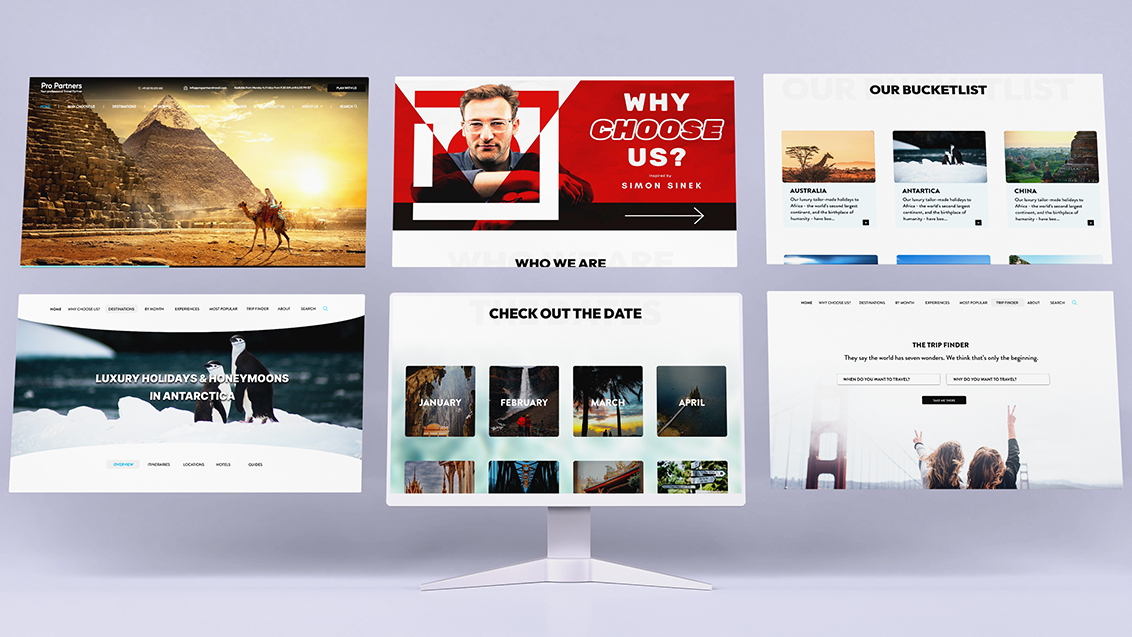 Pro Partners
PLAN WITH US
HOME
WHY CHOOSE US
DESTINATIONS
ABOUT US
SEARCH
WHY
CHOOSE
US?
Inspired by
SIMON SINEK
WHO WE ARE
WHO WE ARE
OUR BUCKETLIST
OUR BUCKETLIST
AUSTRALIA
Our luxury tailor-made holidays to
Africa - the world's second largest
continent, and the birthplace of
humanity - have bee...
ANTARTICA
Our luxury tailor-made holidays to
Africa - the world's second largest
continent, and the birthplace of
humanity - have bee...
CHINA
Our luxury tailor-made holidays to
Africa - the world's second largest
continent, and the birthplace of
humanity - have bee...
HOME WHY CHOOSE US? DESTINATIONS BY MONTH EXPERIENCES MOST POPULAR TRIP FINDER ABOUT SEARCH
LUXURY HOLIDAYS & HONEYMOONS
IN ANTARCTICA
OVERVIEW ITINERARIES LOCATIONS HOTELS GUIDES
THE DATES
CHECK OUT THE DATE
JANUARY
FEBRUARY
MARCH
APRIL
HOME WHY CHOOSE US? DESTINATIONS BY MONTH EXPERIENCES MOST POPULAR TRIP FINDER ABOUT SEARCH
THE TRIP FINDER
They say the world has seven wonders. We think that's only the beginning.
WHEN DO YOU WANT TO TRAVEL?
WHY DO YOU WANT TO TRAVEL?
TAKE ME THERE